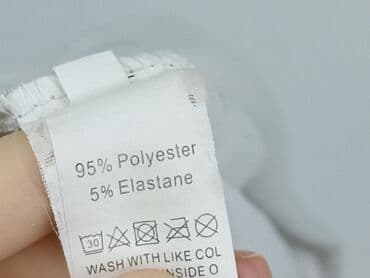 95% Polyester
5% Elastane
30
WASH WITH LIKE COL
INSIDE O